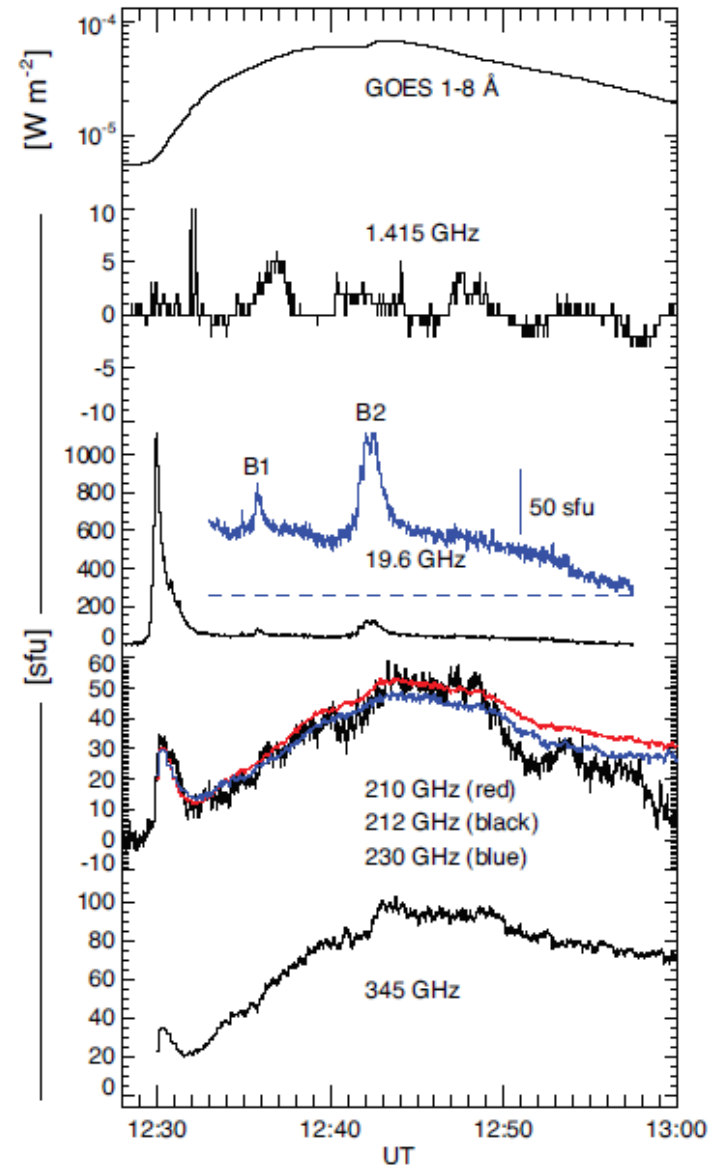 10⁻⁴
GOES 1-8 Å
[W m⁻²]
10⁻⁵
10
1.415 GHz
5
0
-5
-10
B2
1000
B1
800
50 sfu
600
19.6 GHz
400
200
0
[sfu]
60
50
40
30
20
210 GHz (red)
10
212 GHz (black)
0
230 GHz (blue)
-10
100
80
60
345 GHz
40
20
0
12:30 12:40 12:50 13:00
UT